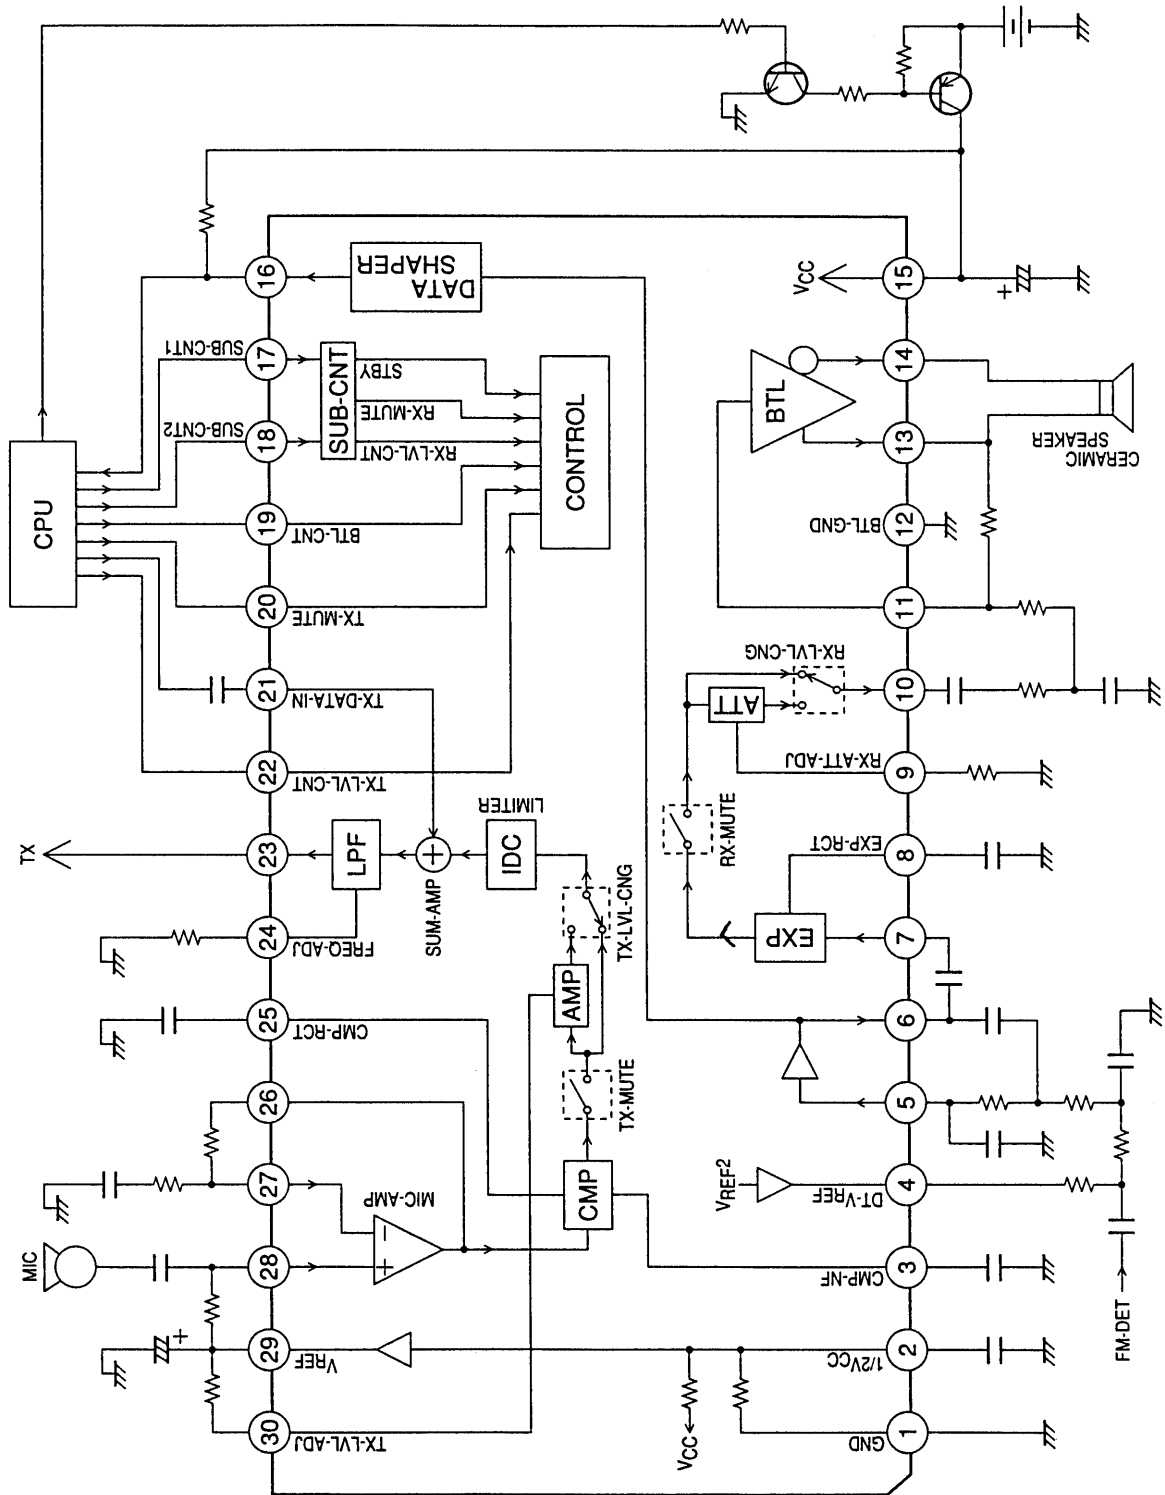 CPU
TX
MIC
30
29
28
27
26
25
24
23
22
21
20
19
18
17
16
TX-LVL-ADJ
VREF
CMP-RCT
FREQ-ADJ
TX-LVL-CNT
TX-DATA-IN
TX-MUTE
BTL-CNT
SUB-CNT2
SUB-CNT1
MIC-AMP
LPF
SUM-AMP
IDC
LIMITER
SUB-CNT
DATA
SHAPER
STBY
RX-MUTE
RX-LVL-CNT
CONTROL
AMP
TX-LVL-CNG
TX-MUTE
CMP
VCC
VREF2
EXP
RX-MUTE
ATT
RX-LVL-CNG
BTL
VCC
GND
1/2VCC
CMP-NF
DT-VREF
EXP-RCT
RX-ATT-ADJ
BTL-GND
1
2
3
4
5
6
7
8
9
10
11
12
13
14
15
+
+
+
+
−
FM-DET
CERAMIC
SPEAKER